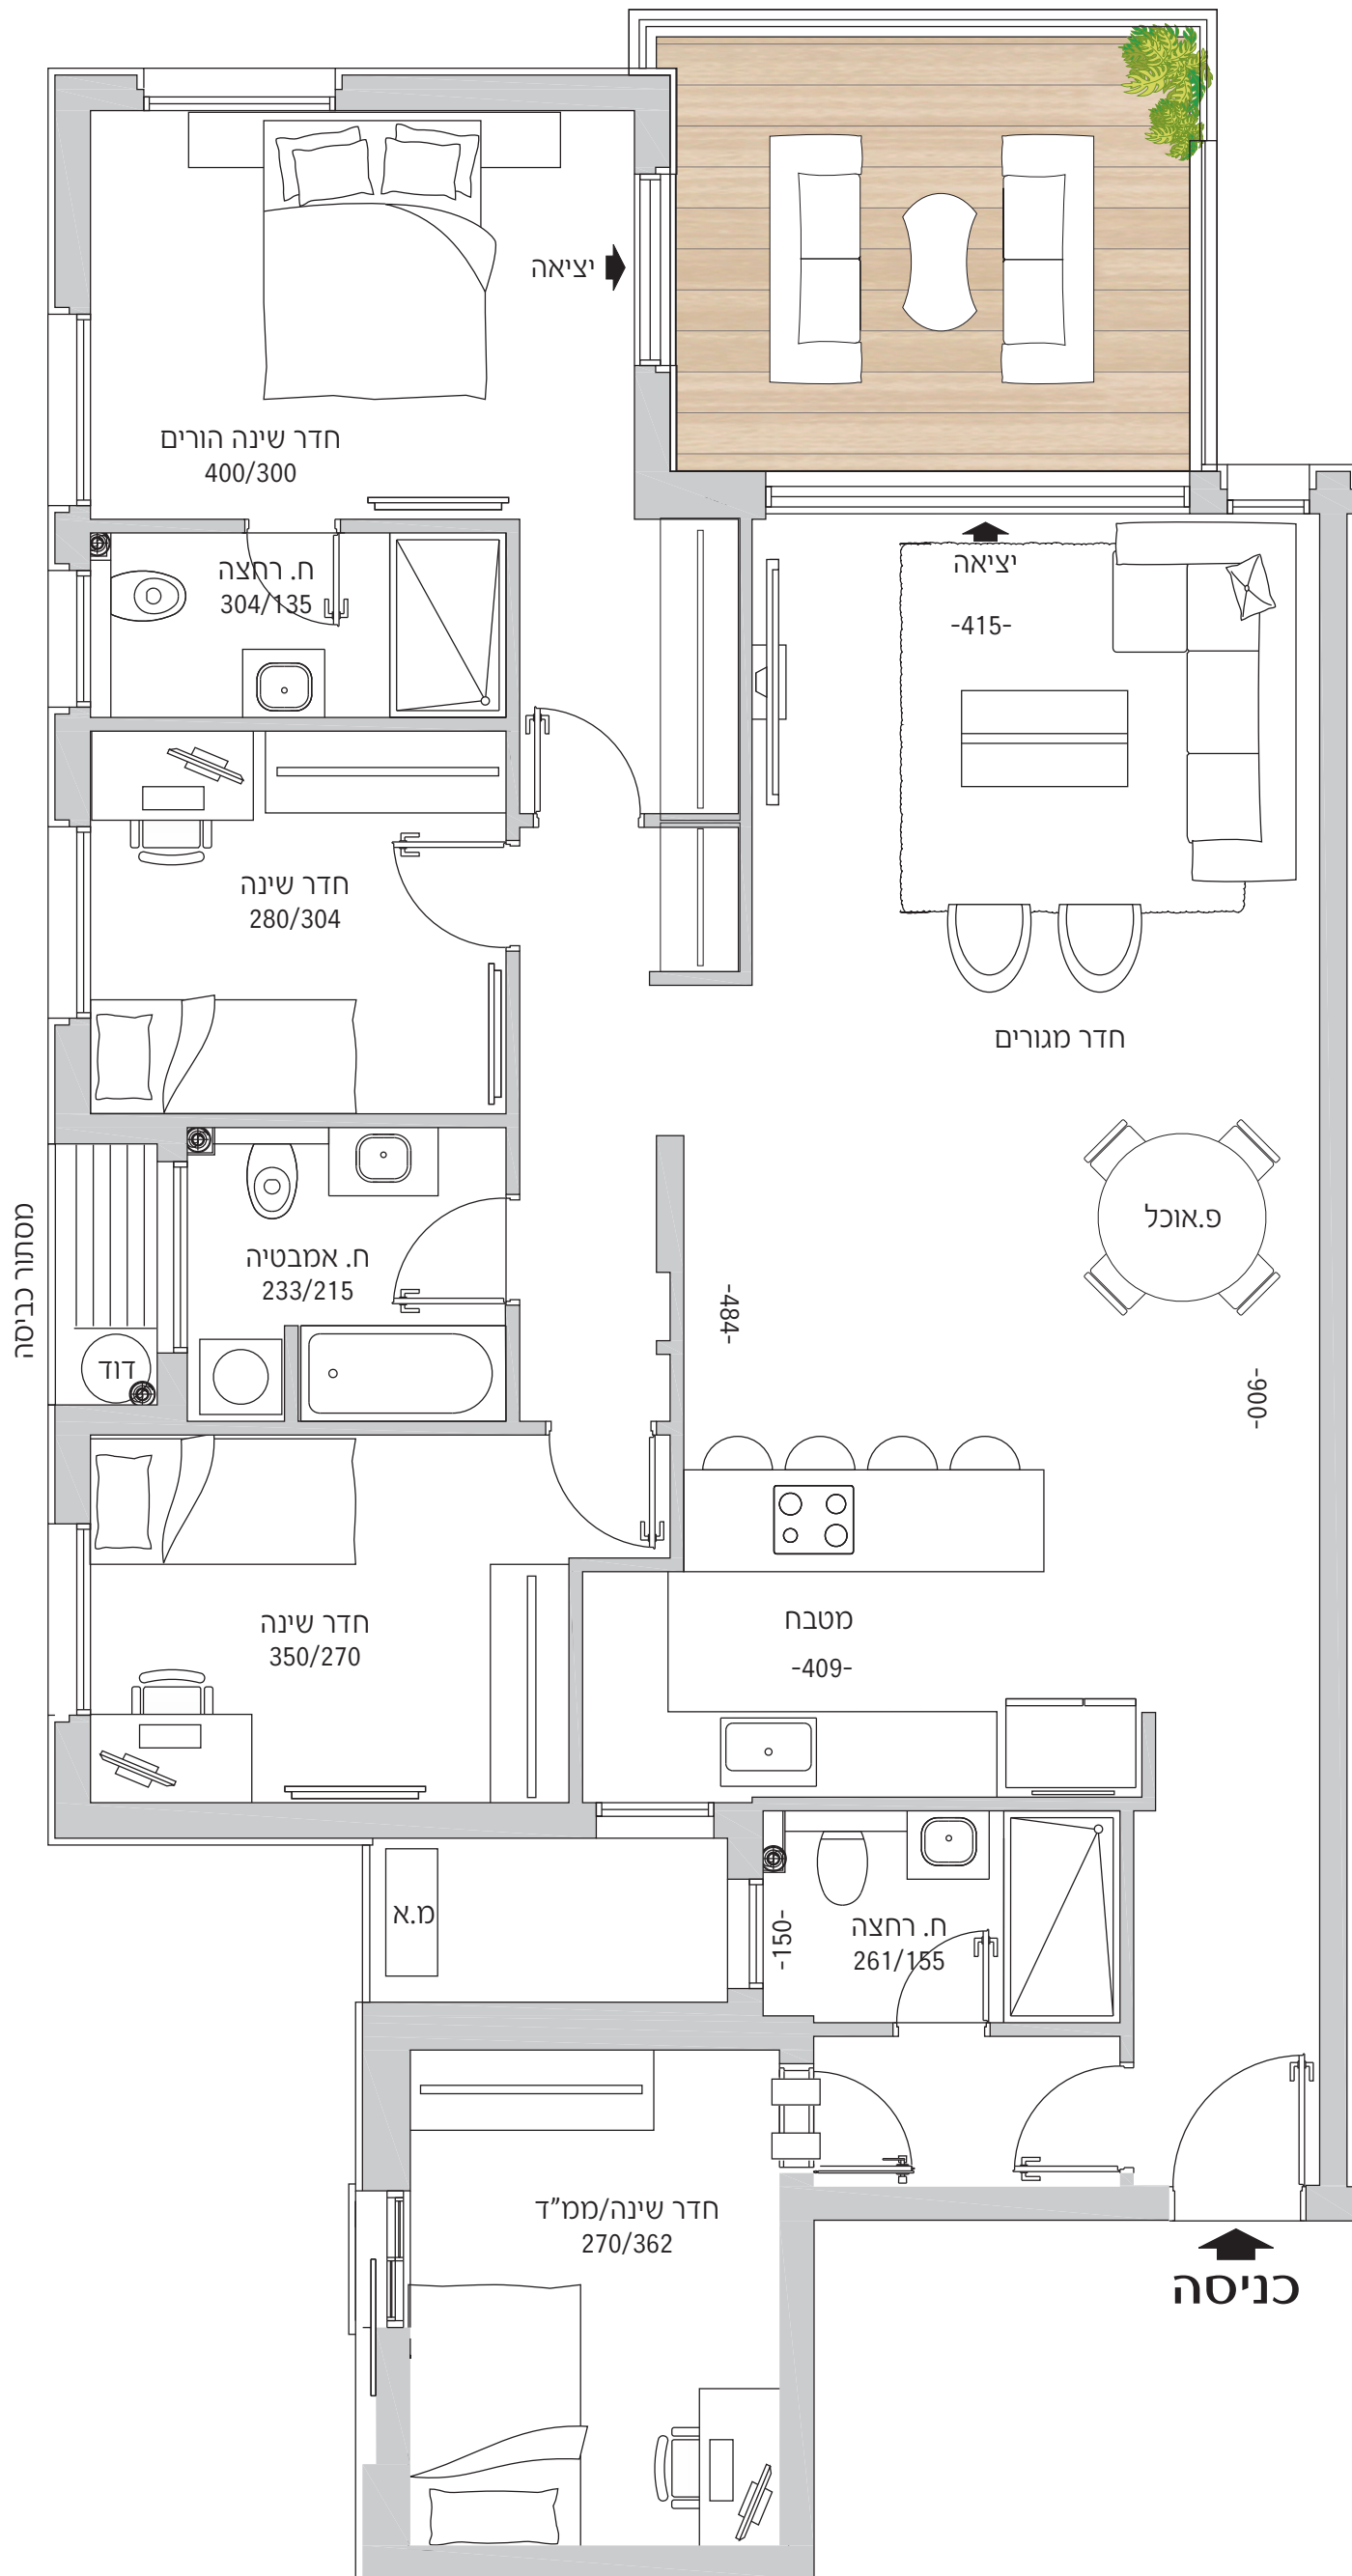 יציאה
חדר שינה הורים
400/300
יציאה
-415-
ח. רחצה
304/135
חדר שינה
280/304
חדר מגורים
פ.אוכל
-900-
-484-
מסתור כביסה
ח. אמבטיה
233/215
דוד
חדר שינה
350/270
מטבח
-409-
מ.א
-150-
ח. רחצה
261/155
חדר שינה/ממ"ד
270/362
כניסה